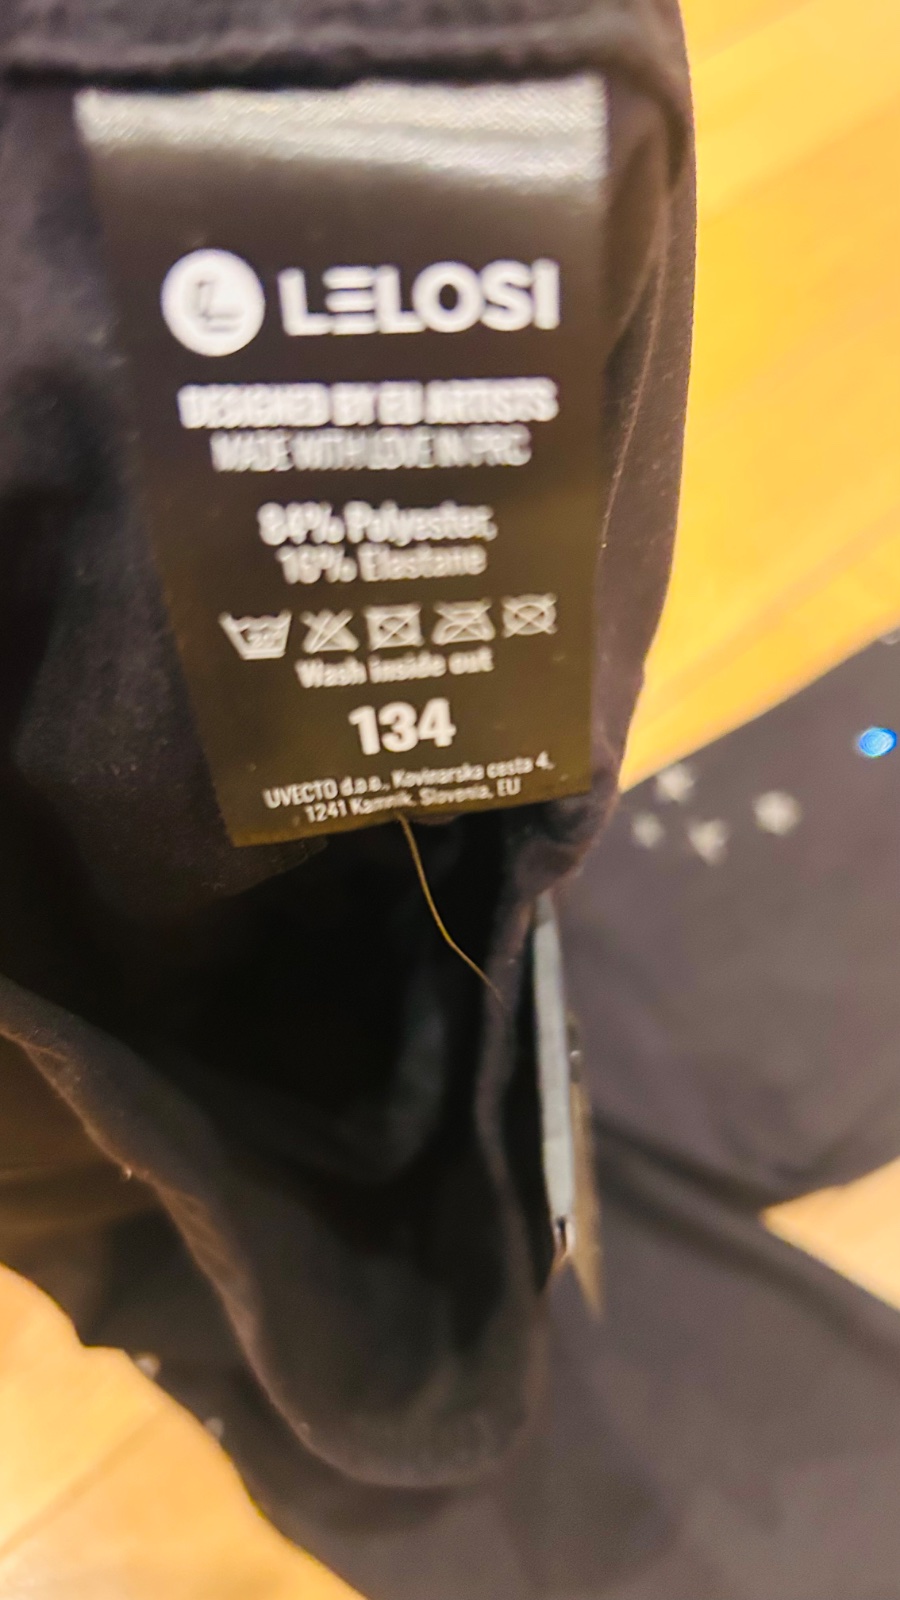 LELOSI
DESIGNED BY EU ARTISTS
MADE WITH LOVE IN PRC
84% Polyester,
16% Elastane
Wash inside out
134
UVECTO d.o.o., Kovinarska cesta 4,
1241 Kamnik, Slovenia, EU